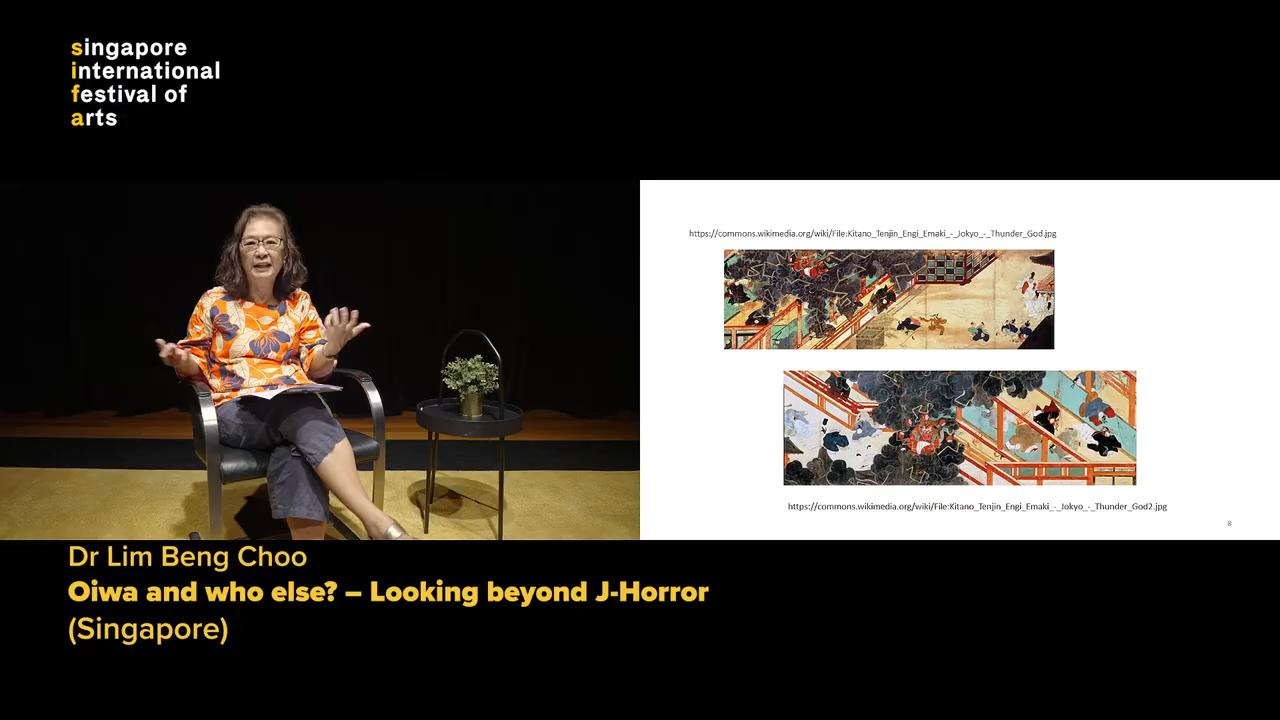 singapore
international
festival of
arts
https://commons.wikimedia.org/wiki/File:Kitano_Tenjin_Engi_Emaki_-_Jokyo_-_Thunder_God.jpg
https://commons.wikimedia.org/wiki/File:Kitano_Tenjin_Engi_Emaki_-_Jokyo_-_Thunder_God2.jpg
8
Dr Lim Beng Choo
Oiwa and who else? – Looking beyond J-Horror
(Singapore)